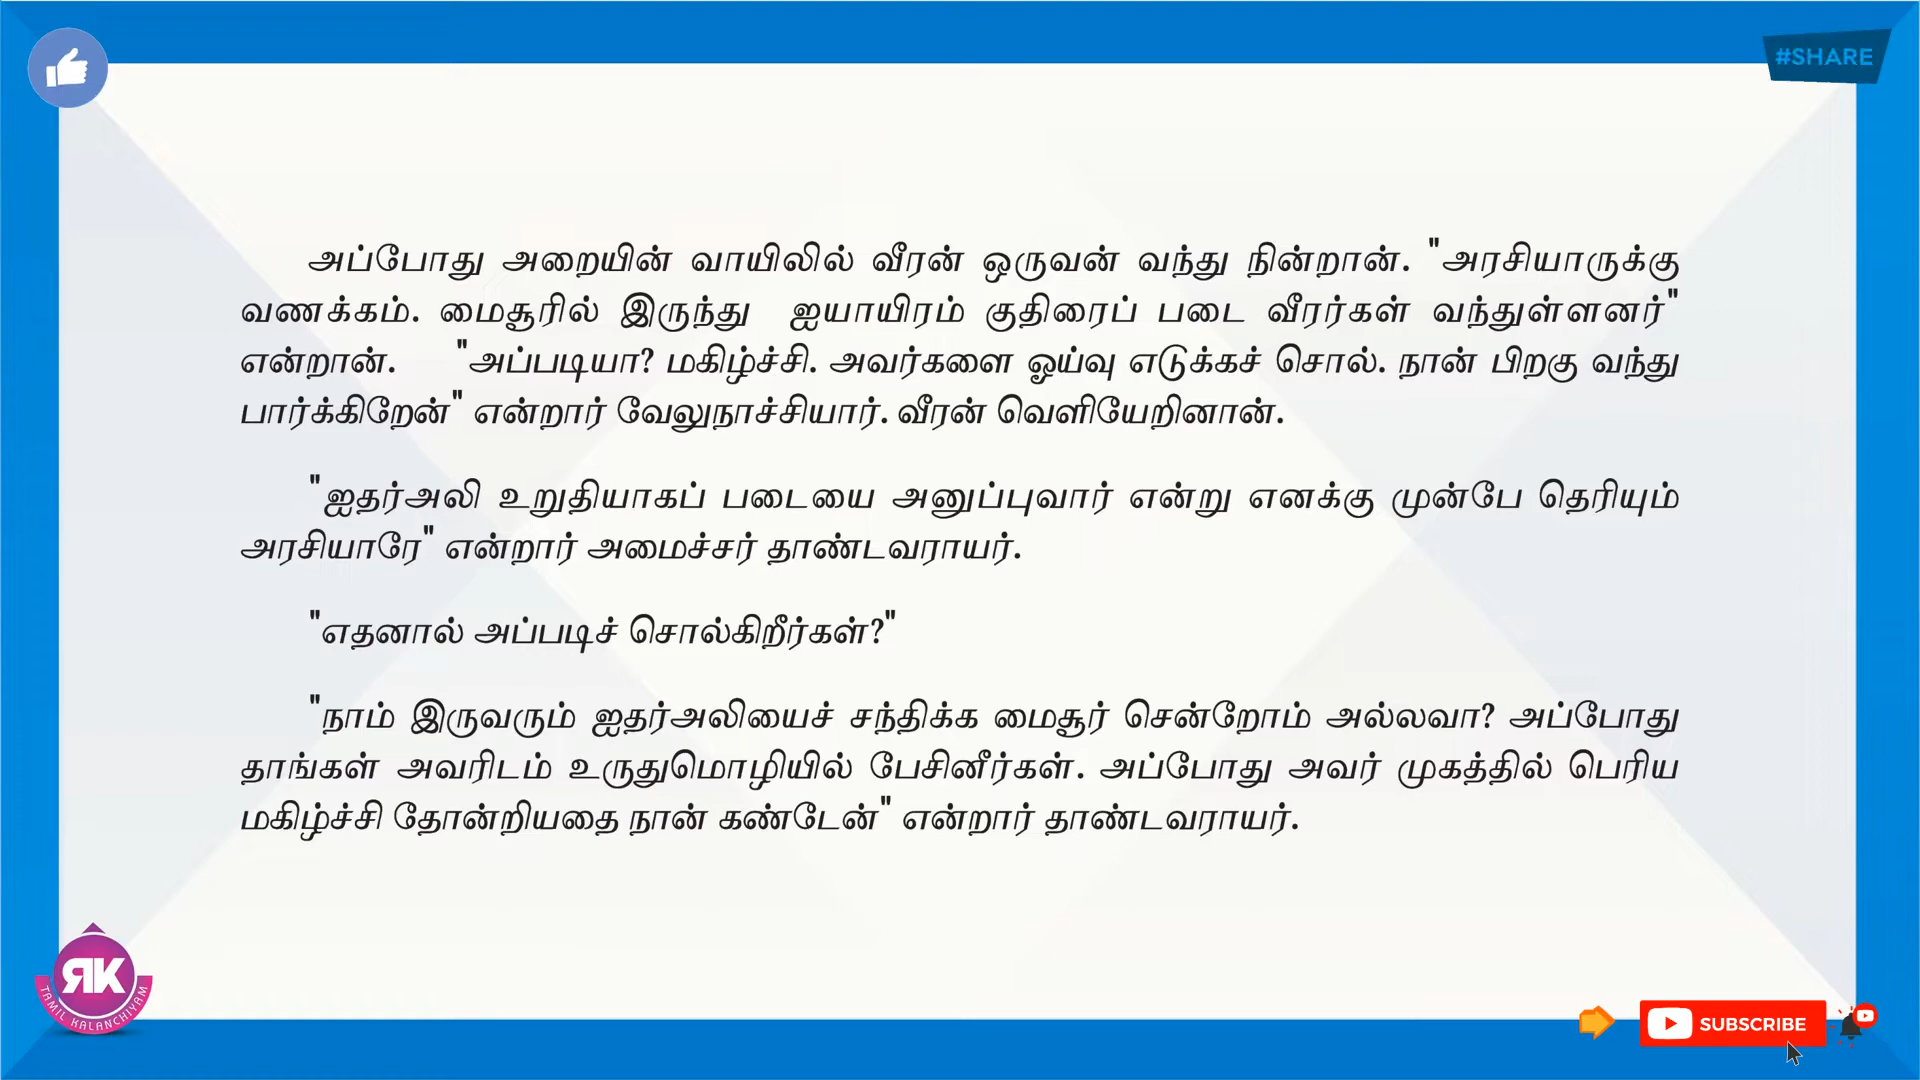 #SHARE
அப்போது அறையின் வாயிலில் வீரன் ஒருவன் வந்து நின்றான். "அரசியாருக்கு
வணக்கம். மைசூரில் இருந்து ஐயாயிரம் குதிரைப் படை வீரர்கள் வந்துள்ளனர்"
என்றான். "அப்படியா? மகிழ்ச்சி. அவர்களை ஓய்வு எடுக்கச் சொல். நான் பிறகு வந்து
பார்க்கிறேன்" என்றார் வேலுநாச்சியார். வீரன் வெளியேறினான்.
"ஐதர்அலி உறுதியாகப் படையை அனுப்புவார் என்று எனக்கு முன்பே தெரியும்
அரசியாரே" என்றார் அமைச்சர் தாண்டவராயர்.
"எதனால் அப்படிச் சொல்கிறீர்கள்?"
"நாம் இருவரும் ஐதர்அலியைச் சந்திக்க மைசூர் சென்றோம் அல்லவா? அப்போது
தாங்கள் அவரிடம் உருதுமொழியில் பேசினீர்கள். அப்போது அவர் முகத்தில் பெரிய
மகிழ்ச்சி தோன்றியதை நான் கண்டேன்" என்றார் தாண்டவராயர்.
RK
TAMIL KALANCHIYAM
SUBSCRIBE